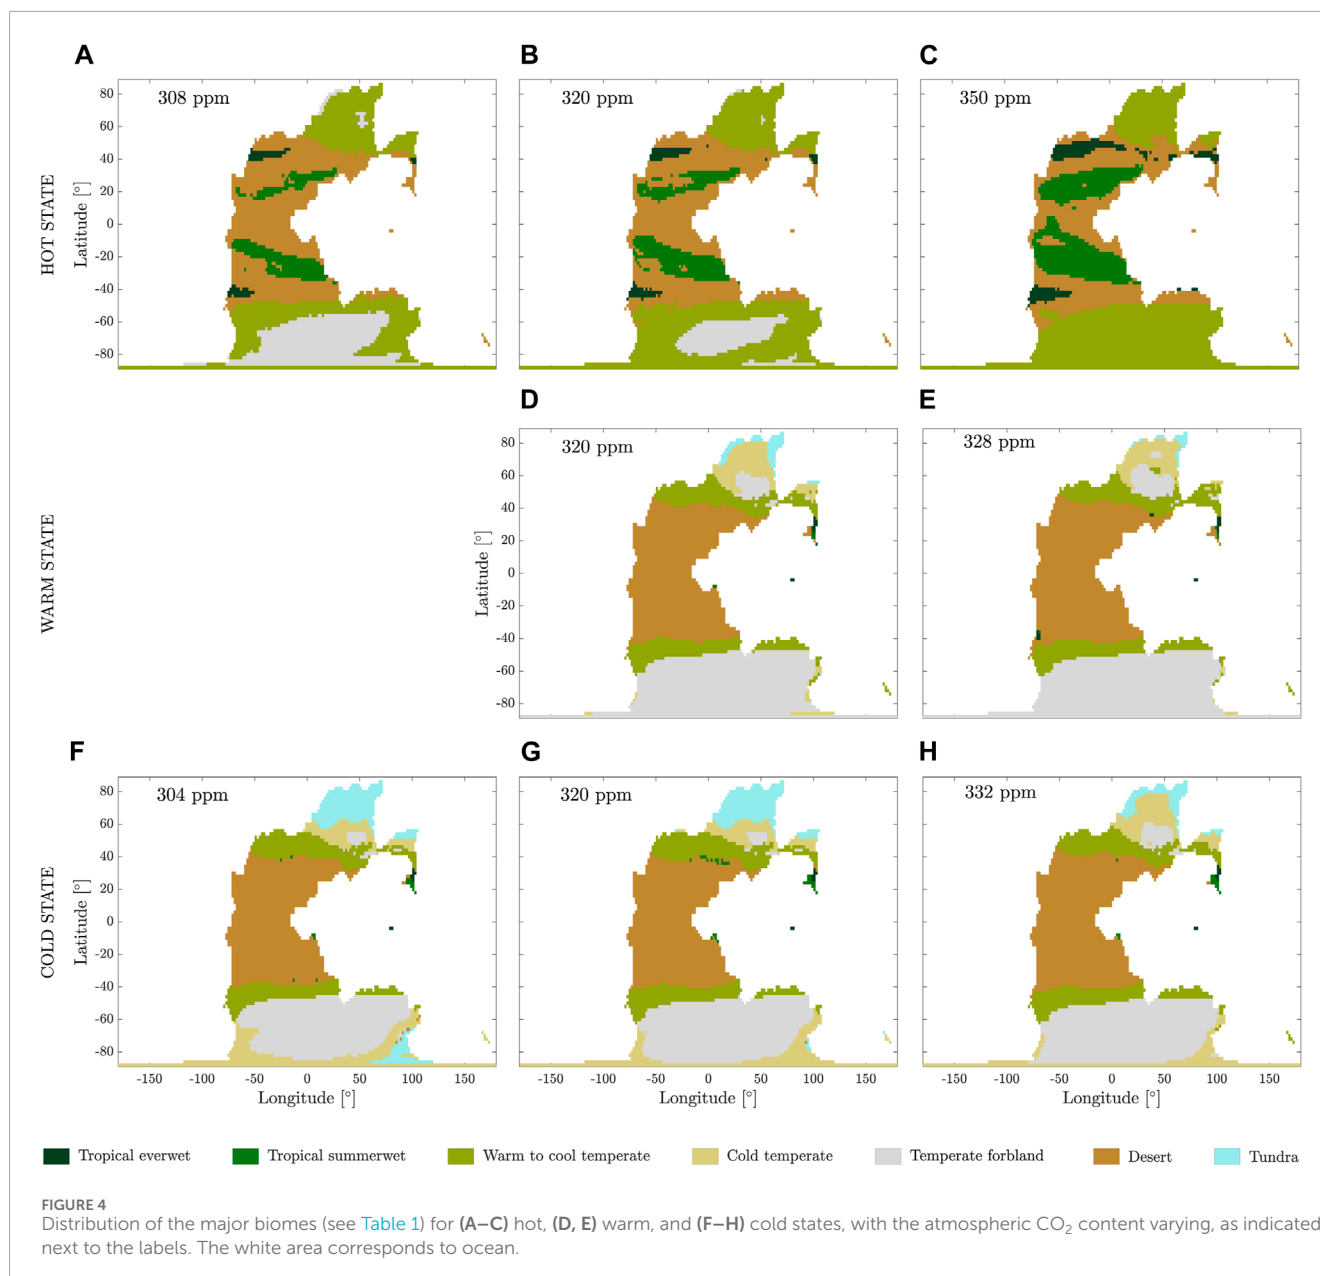 A
B
C
308 ppm
320 ppm
350 ppm
HOT STATE
Latitude [°]
80
60
40
20
0
-20
-40
-60
-80
D
E
320 ppm
328 ppm
WARM STATE
Latitude [°]
80
60
40
20
0
-20
-40
-60
-80
F
G
H
304 ppm
320 ppm
332 ppm
COLD STATE
Latitude [°]
80
60
40
20
0
-20
-40
-60
-80
-150 -100 -50 0 50 100 150
-150 -100 -50 0 50 100 150
-150 -100 -50 0 50 100 150
Longitude [°]
Longitude [°]
Longitude [°]
Tropical everwet
Tropical summerwet
Warm to cool temperate
Cold temperate
Temperate forbland
Desert
Tundra
FIGURE 4
Distribution of the major biomes (see Table 1) for (A–C) hot, (D, E) warm, and (F–H) cold states, with the atmospheric CO₂ content varying, as indicated
next to the labels. The white area corresponds to ocean.